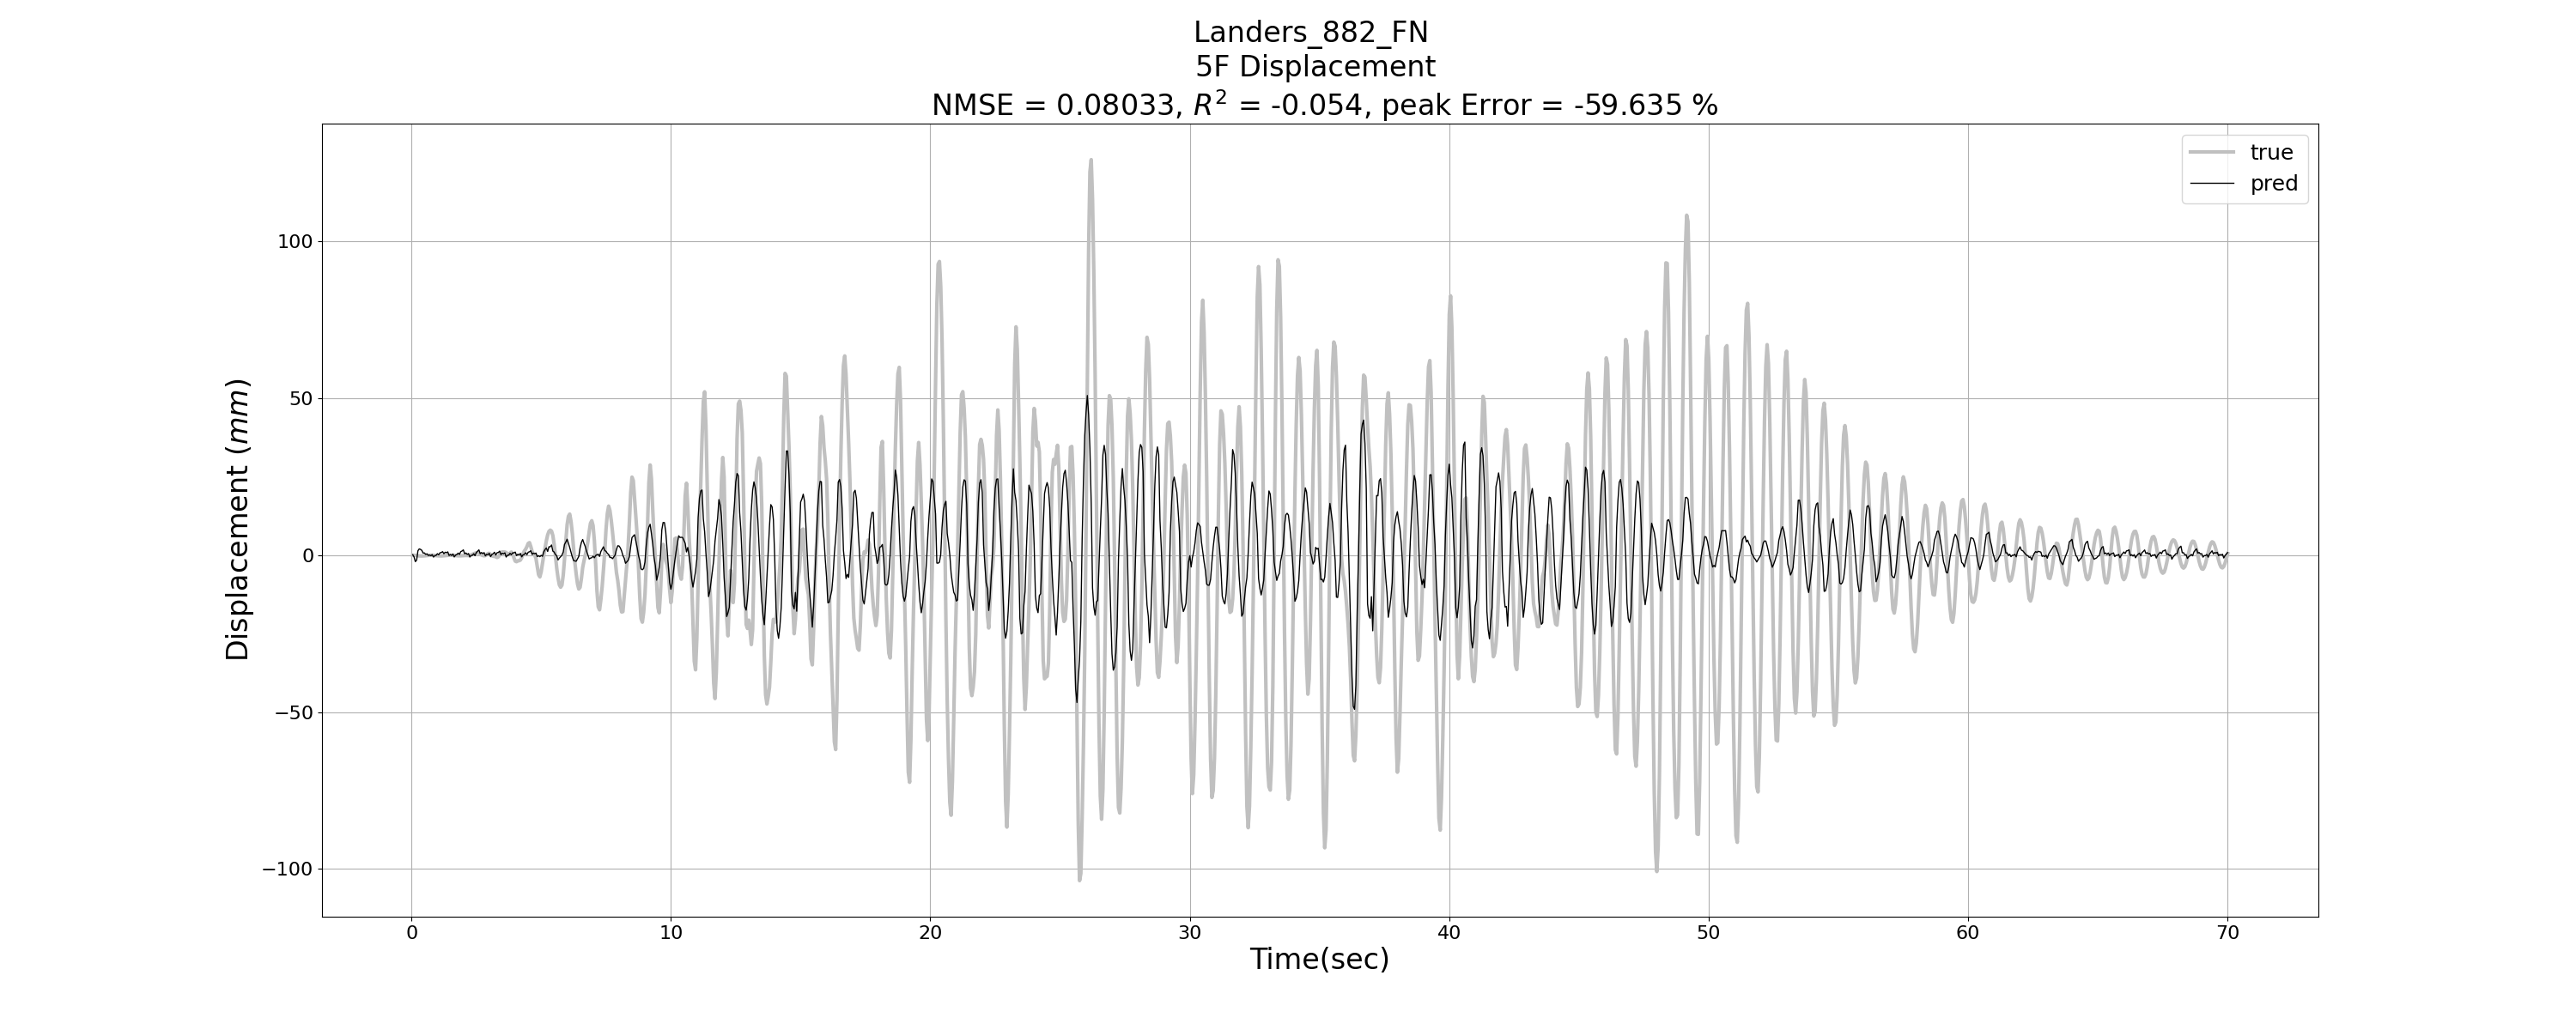 Landers_882_FN
5F Displacement
NMSE = 0.08033, R² = -0.054, peak Error = -59.635 %
true
pred
Displacement (mm)
100
50
0
−50
−100
0 10 20 30 40 50 60 70
Time(sec)